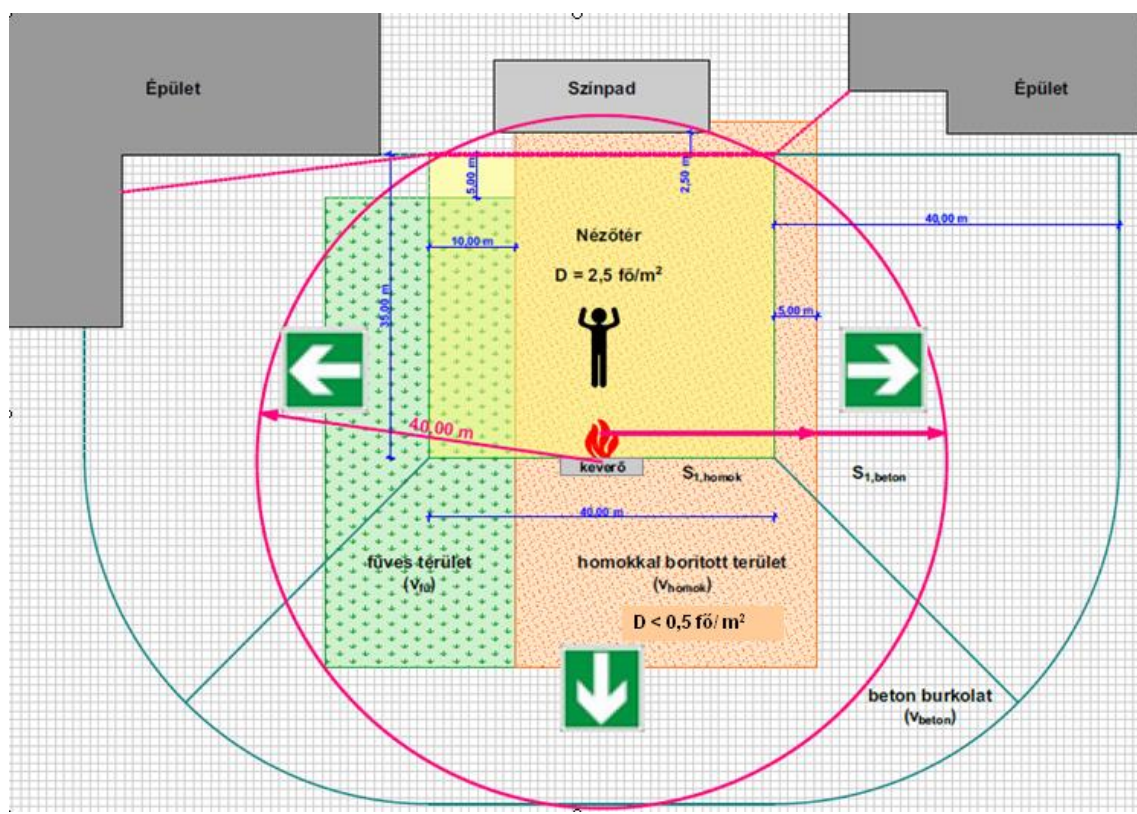 Épület
Színpad
Épület
5,00 m
2,50 m
40,00 m
10,00 m
Nézőtér
D = 2,5 fő/m²
35,00 m
5,00 m
40,00 m
keverő
S1,homok
S1,beton
40,00 m
füves terület
(vfű)
homokkal borított terület
(vhomok)
D < 0,5 fő/ m²
beton burkolat
(vbeton)